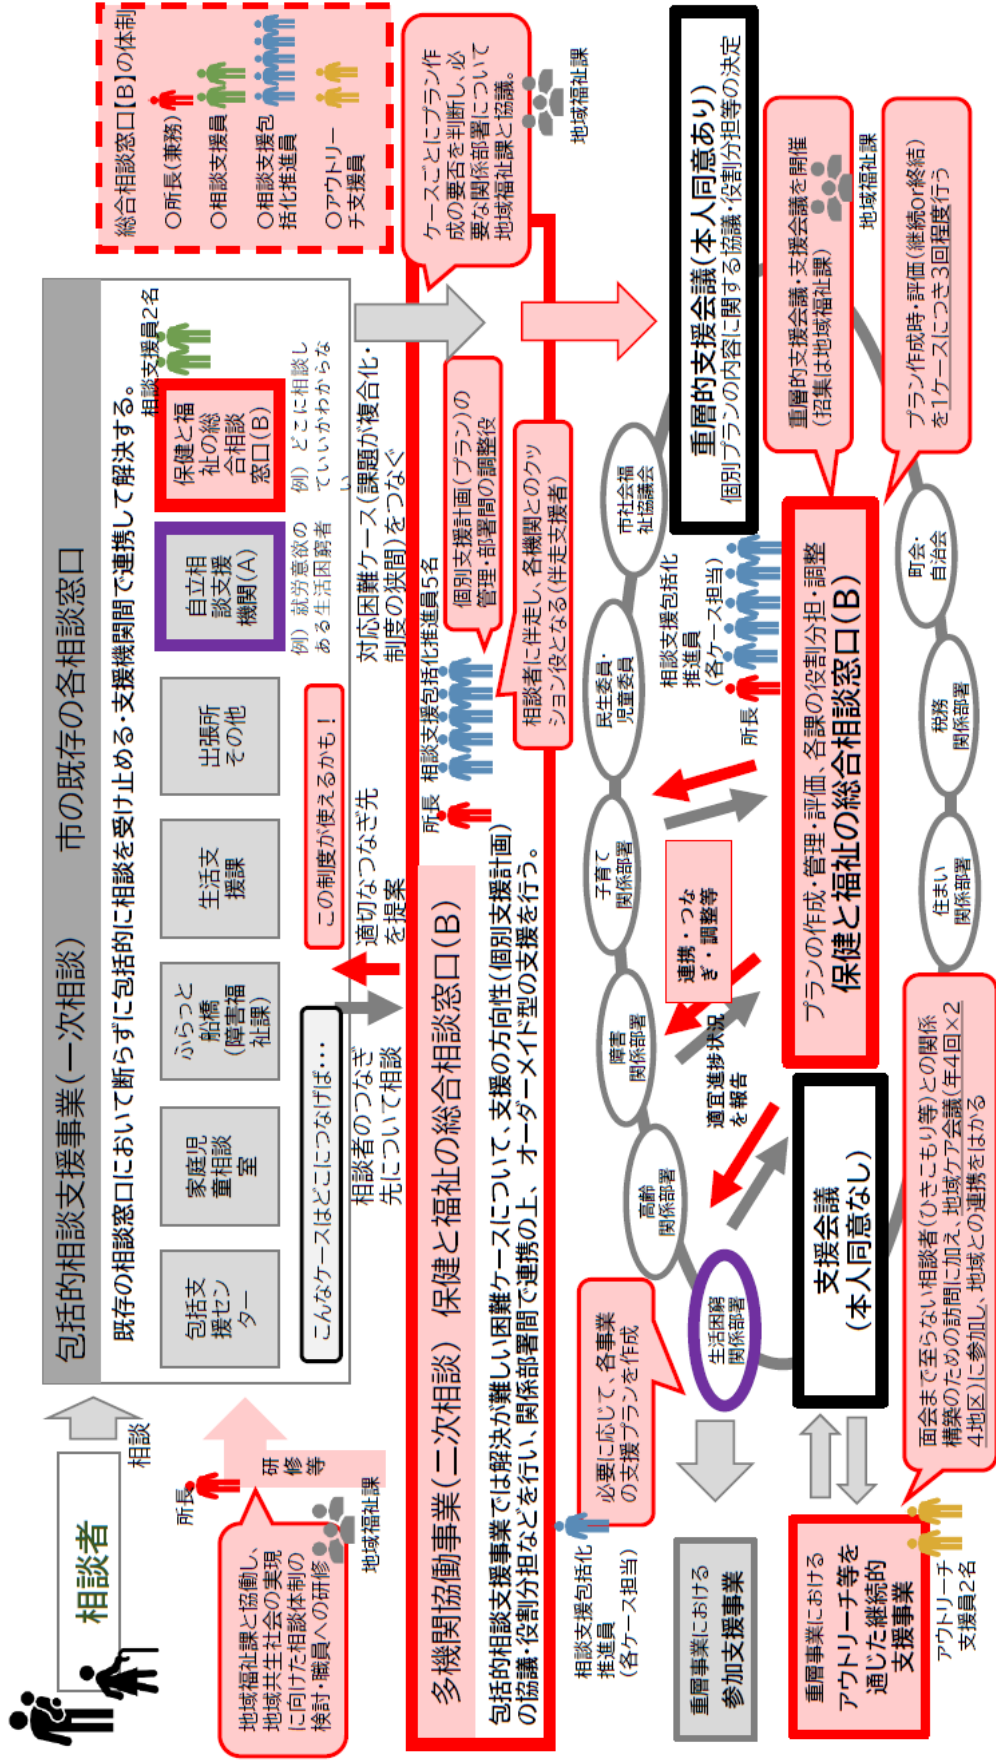 相談者
相談
包括的相談支援事業(一次相談)　市の既存の各相談窓口
既存の相談窓口において断らずに包括的に相談を受け止める・支援機関間で連携して解決する。
包括支
援セン
ター
家庭児
童相談
室
ふらっと
船橋
(障害福
祉課)
生活支
援課
出張所
その他
自立相
談支援
機関(A)
保健と福
祉の総
合相談
窓口(B)
相談支援員2名
例）就労意欲の
ある生活困窮者
例）どこに相談し
ていいかわからな
い
こんなケースはどこにつなげば・・・
この制度が使えるかも！
相談者のつなぎ
先について相談
適切なつなぎ先
を提案
対応困難ケース(課題が複合化・
制度の狭間)をつなぐ
総合相談窓口【B】の体制
〇所長(兼務)
〇相談支援員
〇相談支援包
括化推進員
〇アウトリー
チ支援員
所長
研
修
等
地域福祉課と協働し、
地域共生社会の実現
に向けた相談体制の
検討・職員への研修
地域福祉課
ケースごとにプラン作
成の要否を判断し、必
要な関係部署について
地域福祉課と協議。
地域福祉課
多機関協働事業(二次相談)　保健と福祉の総合相談窓口(B)
所長
相談支援包括化推進員5名
包括的相談支援事業では解決が難しい困難ケースについて、支援の方向性(個別支援計画)
の協議・役割分担などを行い、関係部署間で連携の上、オーダーメイド型の支援を行う。
個別支援計画(プラン)の
管理・部署間の調整役
相談者に伴走し、各機関とのクッ
ション役となる(伴走支援者)
相談支援包括化
推進員
(各ケース担当)
必要に応じて、各事業
の支援プランを作成
生活困窮
関係部署
高齢
関係部署
障害
関係部署
子育て
関係部署
民生委員・
児童委員
市社会福
祉協議会
重層的支援会議(本人同意あり)
個別プランの内容に関する協議・役割分担等の決定
相談支援包括化
推進員
(各ケース担当)
所長
連携・つな
ぎ・調整等
適宜進捗状況
を報告
重層的支援会議・支援会議を開催
(招集は地域福祉課)
地域福祉課
重層事業における
参加支援事業
支援会議
(本人同意なし)
プランの作成・管理・評価、各課の役割分担・調整
保健と福祉の総合相談窓口(B)
プラン作成時・評価(継続or終結)
を1ケースにつき3回程度行う
重層事業における
アウトリーチ等を
通じた継続的
支援事業
アウトリーチ
支援員2名
面会まで至らない相談者(ひきこもり等)との関係
構築のための訪問に加え、地域ケア会議(年4回×2
4地区)に参加し、地域との連携をはかる
住まい
関係部署
税務
関係部署
町会・
自治会